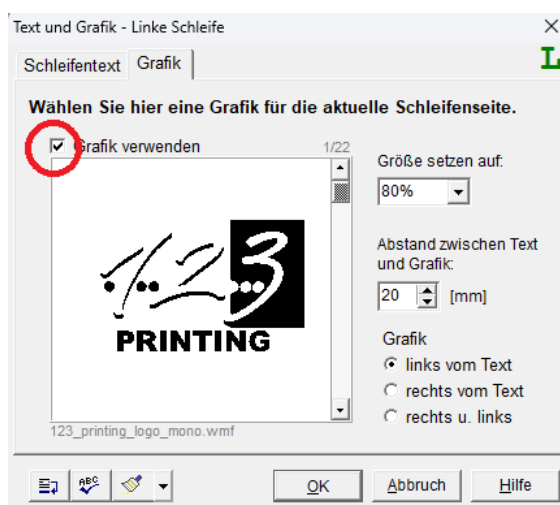 Text und Grafik - Linke Schleife
L
Schleifentext Grafik
Wählen Sie hier eine Grafik für die aktuelle Schleifenseite.
Grafik verwenden 1/22
Größe setzen auf:
80%
1·2·3
PRINTING
Abstand zwischen Text
und Grafik:
20 [mm]
Grafik
links vom Text
rechts vom Text
rechts u. links
123_printing_logo_mono.wmf
ABC
OK Abbruch Hilfe